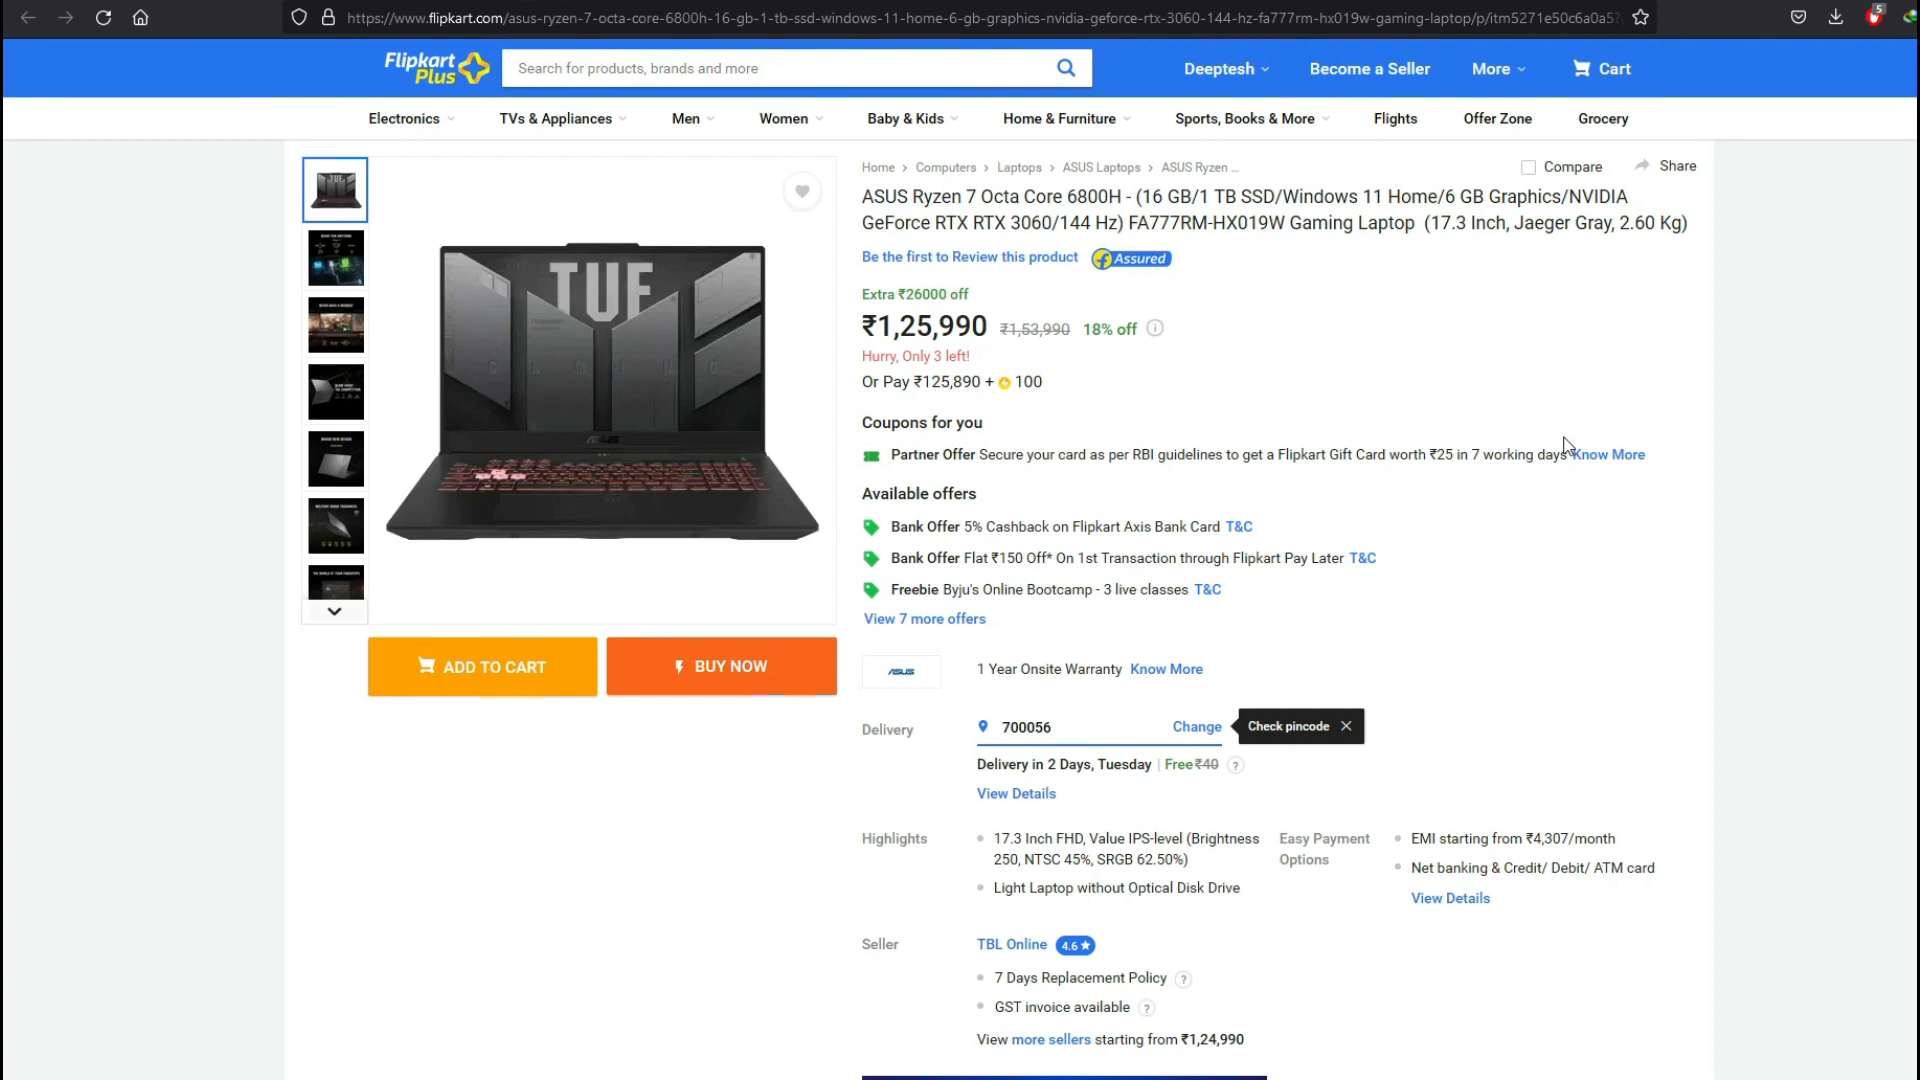 https://www.flipkart.com/asus-ryzen-7-octa-core-6800h-16-gb-1-tb-ssd-windows-11-home-6-gb-graphics-nvidia-geforce-rtx-3060-144-hz-fa777rm-hx019w-gaming-laptop/p/itm5271e50c6a0a5?
5
Flipkart
Plus
Search for products, brands and more
Deeptesh
Become a Seller
More
Cart
Electronics
TVs & Appliances
Men
Women
Baby & Kids
Home & Furniture
Sports, Books & More
Flights
Offer Zone
Grocery
TUF
GAMING
Home > Computers > Laptops > ASUS Laptops > ASUS Ryzen ...
Compare
Share
ASUS Ryzen 7 Octa Core 6800H - (16 GB/1 TB SSD/Windows 11 Home/6 GB Graphics/NVIDIA
GeForce RTX RTX 3060/144 Hz) FA777RM-HX019W Gaming Laptop (17.3 Inch, Jaeger Gray, 2.60 Kg)
Be the first to Review this product
Assured
Extra ₹26000 off
₹1,25,990 ₹1,53,990 18% off
Hurry, Only 3 left!
Or Pay ₹125,890 + 100
Coupons for you
Partner Offer Secure your card as per RBI guidelines to get a Flipkart Gift Card worth ₹25 in 7 working days Know More
Available offers
Bank Offer 5% Cashback on Flipkart Axis Bank Card T&C
Bank Offer Flat ₹150 Off* On 1st Transaction through Flipkart Pay Later T&C
Freebie Byju's Online Bootcamp - 3 live classes T&C
View 7 more offers
ADD TO CART
BUY NOW
ASUS
1 Year Onsite Warranty Know More
Delivery
700056
Change
Check pincode
Delivery in 2 Days, Tuesday | Free ₹40 ?
View Details
Highlights
17.3 Inch FHD, Value IPS-level (Brightness
250, NTSC 45%, SRGB 62.50%)
Light Laptop without Optical Disk Drive
Easy Payment
Options
EMI starting from ₹4,307/month
Net banking & Credit/ Debit/ ATM card
View Details
Seller
TBL Online
4.6 ★
7 Days Replacement Policy ?
GST invoice available ?
View more sellers starting from ₹1,24,990